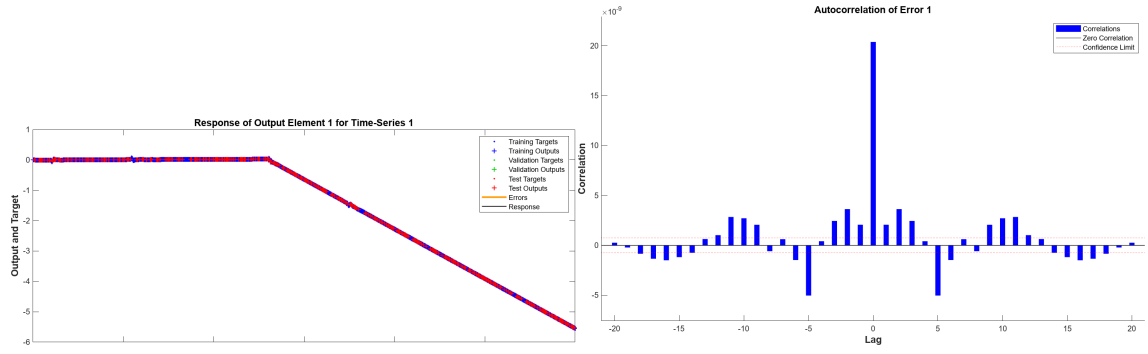 Response of Output Element 1 for Time-Series 1
Output and Target
1
0
-1
-2
-3
-4
-5
-6
Training Targets
Training Outputs
Validation Targets
Validation Outputs
Test Targets
Test Outputs
Errors
Response
×10⁻⁹
Autocorrelation of Error 1
Correlation
20
15
10
5
0
-5
Correlations
Zero Correlation
Confidence Limit
-20 -15 -10 -5 0 5 10 15 20
Lag